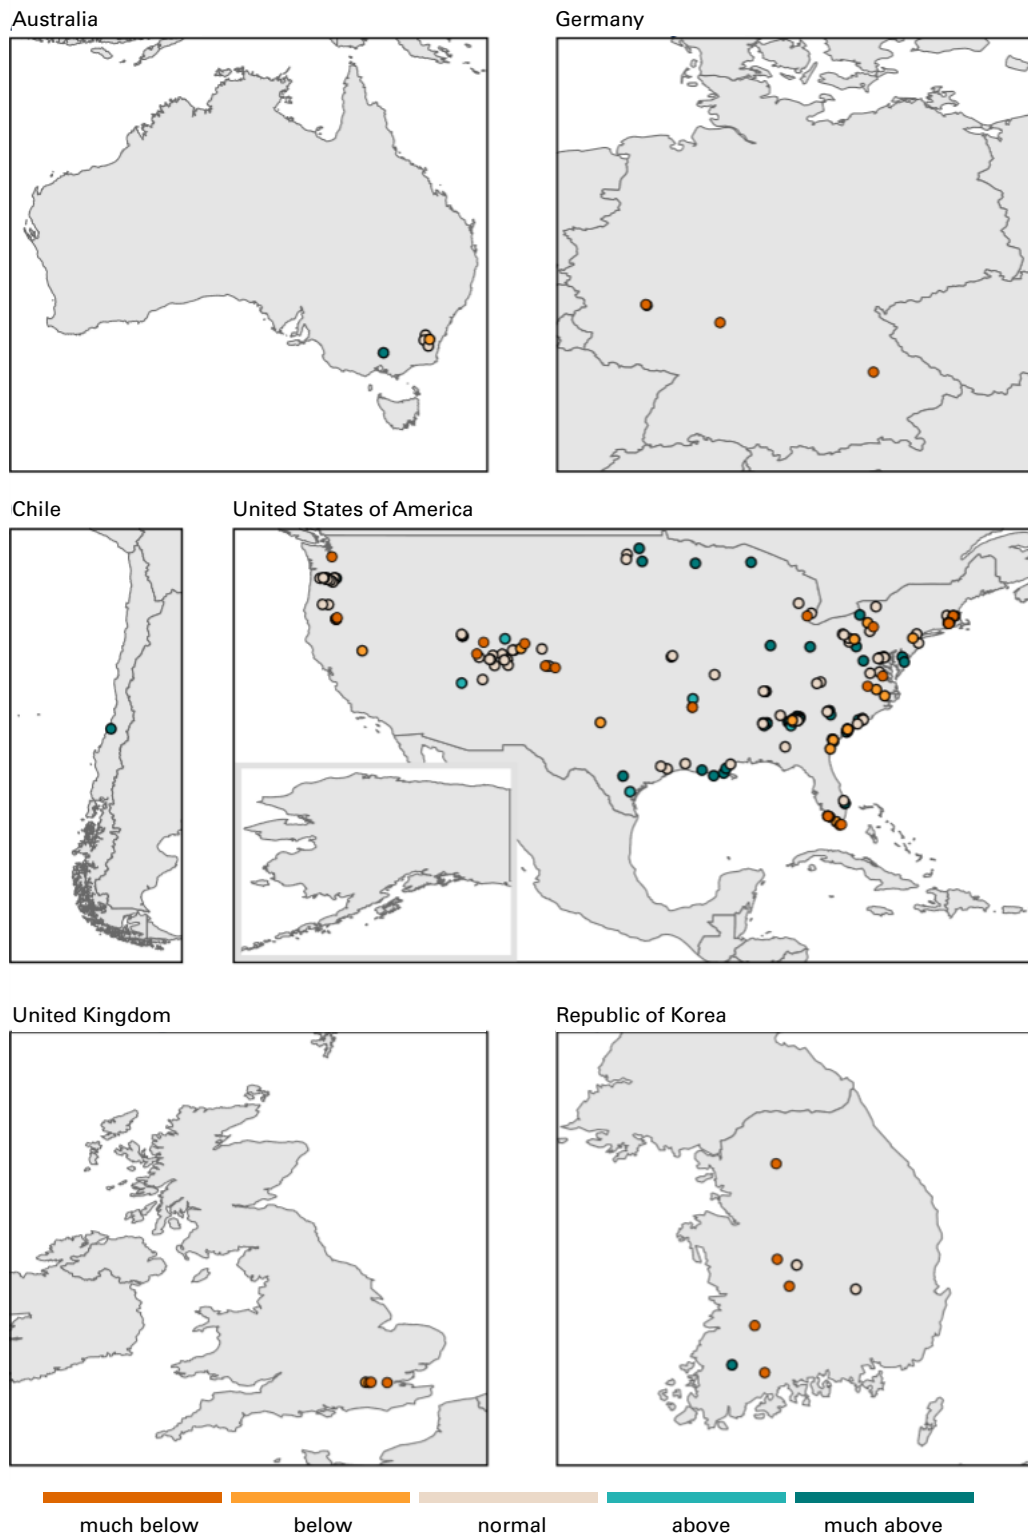 Australia
Germany
Chile
United States of America
United Kingdom
Republic of Korea
much below
below
normal
above
much above